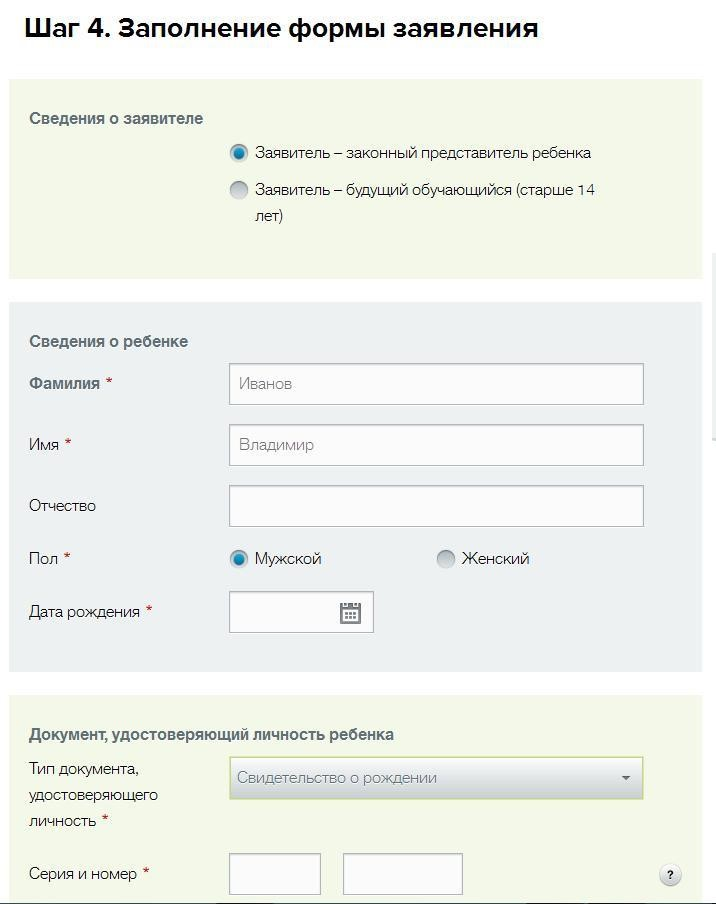 Шаг 4. Заполнение формы заявления
Сведения о заявителе
Заявитель – законный представитель ребенка
Заявитель – будущий обучающийся (старше 14
лет)
Сведения о ребенке
Фамилия *
Иванов
Имя *
Владимир
Отчество
Пол *
Мужской
Женский
Дата рождения *
Документ, удостоверяющий личность ребенка
Тип документа,
удостоверяющего
личность *
Свидетельство о рождении
Серия и номер *
?